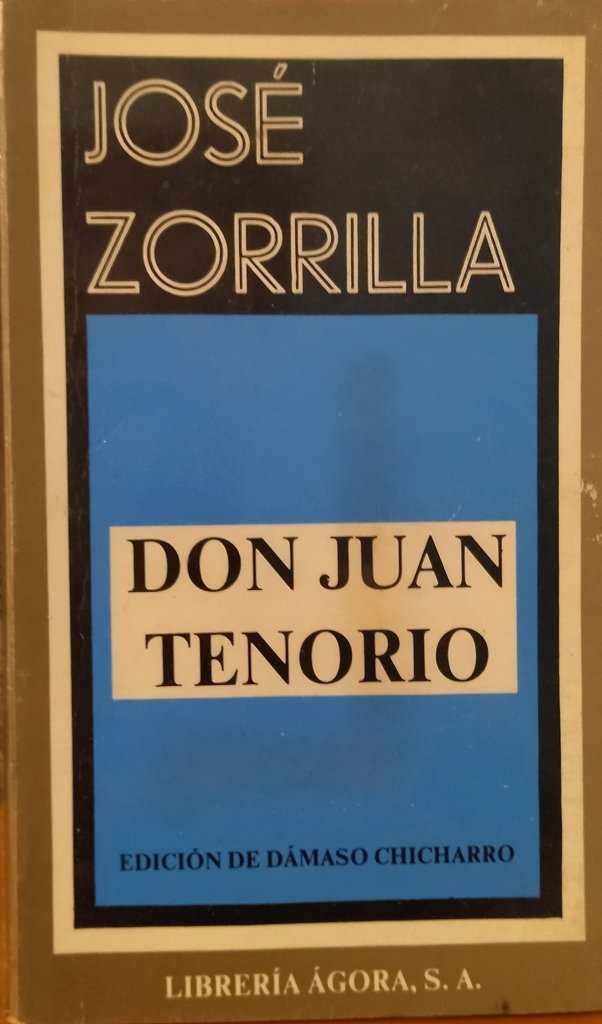 JOSÉ
ZORRILLA
DON JUAN
TENORIO
EDICIÓN DE DÁMASO CHICHARRO
LIBRERÍA ÁGORA, S. A.